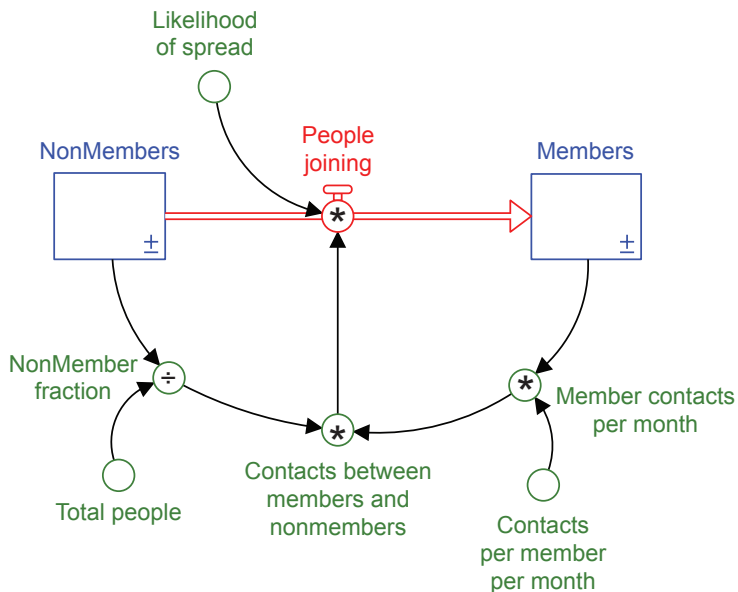 Likelihood
of spread
People
joining
NonMembers
Members
*
±
±
NonMember
fraction
÷
*
Member contacts
per month
*
Total people
Contacts between
members and
nonmembers
Contacts
per member
per month